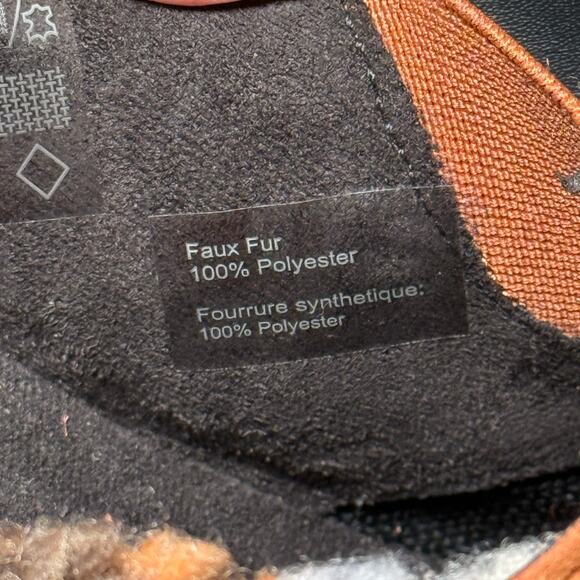 Faux Fur
100% Polyester
Fourrure synthetique:
100% Polyester